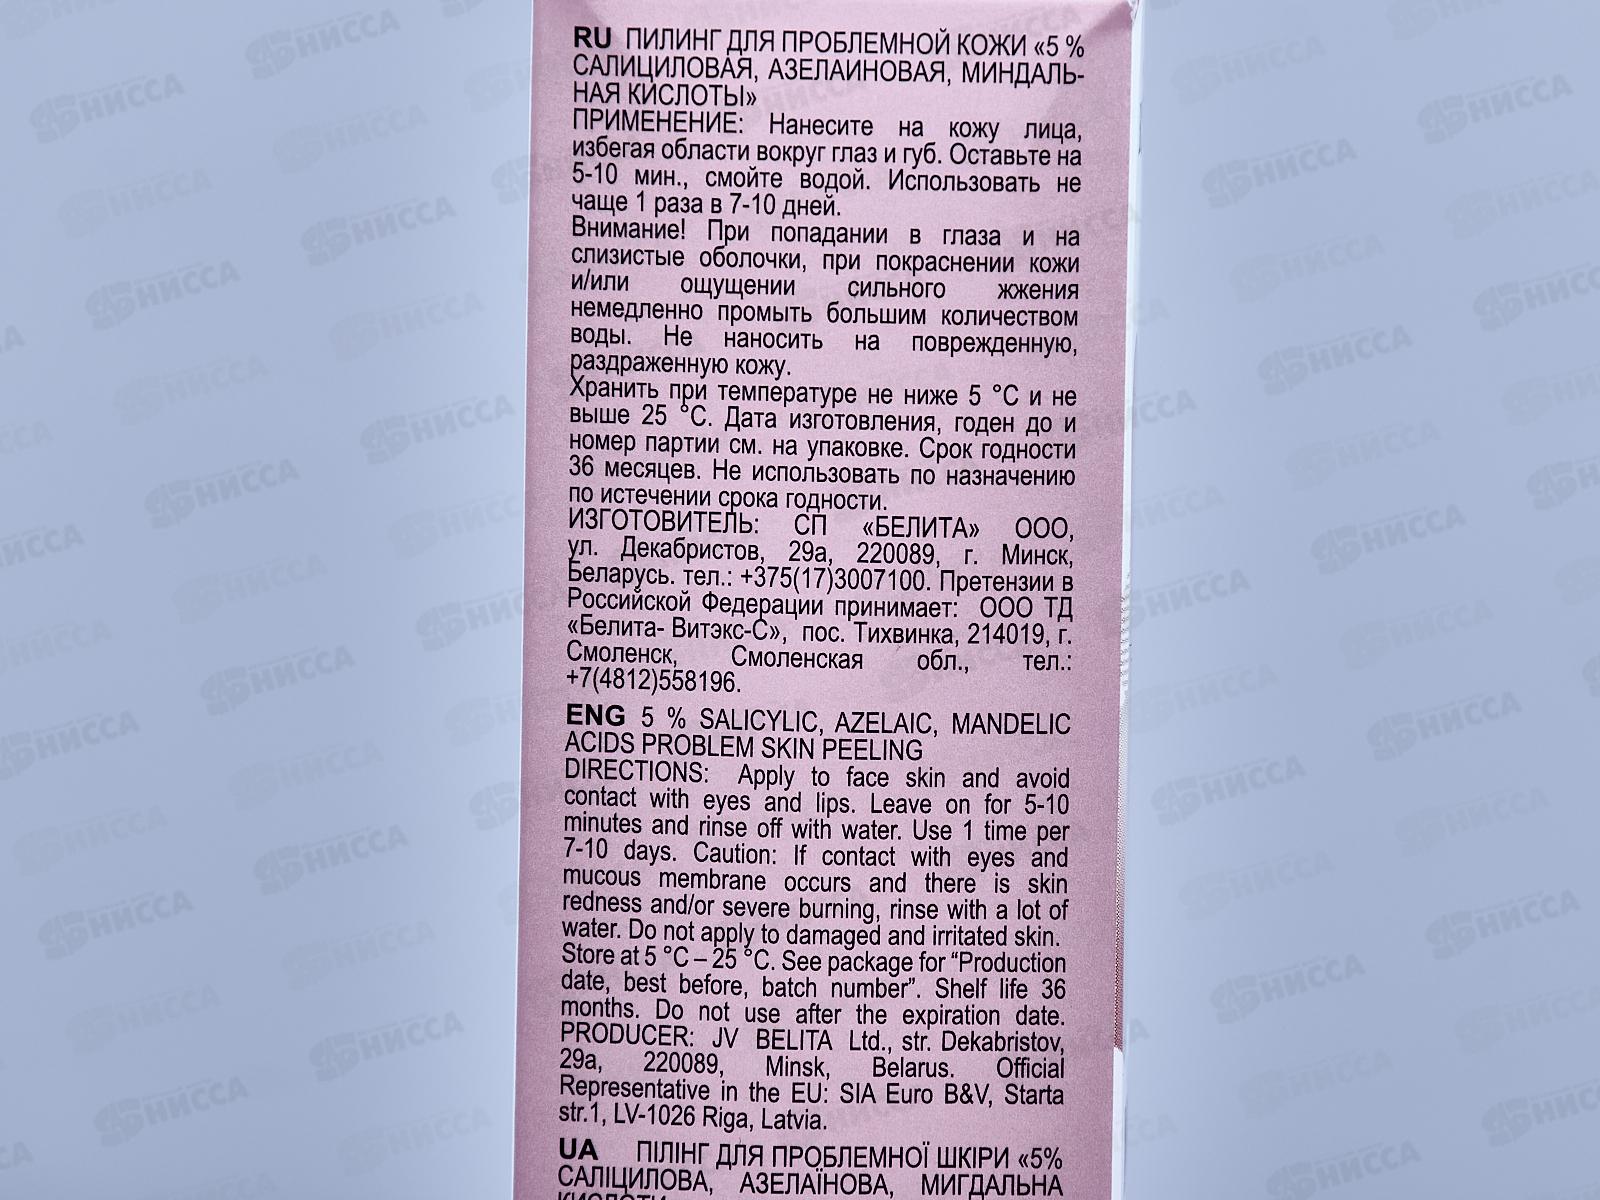 RU ПИЛИНГ ДЛЯ ПРОБЛЕМНОЙ КОЖИ «5 %
САЛИЦИЛОВАЯ, АЗЕЛАИНОВАЯ, МИНДАЛЬ-
НАЯ КИСЛОТЫ»
ПРИМЕНЕНИЕ: Нанесите на кожу лица,
избегая области вокруг глаз и губ. Оставьте на
5-10 мин., смойте водой. Использовать не
чаще 1 раза в 7-10 дней.
Внимание! При попадании в глаза и на
слизистые оболочки, при покраснении кожи
и/или ощущении сильного жжения
немедленно промыть большим количеством
воды. Не наносить на поврежденную,
раздраженную кожу.
Хранить при температуре не ниже 5 °С и не
выше 25 °С. Дата изготовления, годен до и
номер партии см. на упаковке. Срок годности
36 месяцев. Не использовать по назначению
по истечении срока годности.
ИЗГОТОВИТЕЛЬ: СП «БЕЛИТА» ООО,
ул. Декабристов, 29а, 220089, г. Минск,
Беларусь. тел.: +375(17)3007100. Претензии в
Российской Федерации принимает: ООО ТД
«Белита- Витэкс-С», пос. Тихвинка, 214019, г.
Смоленск, Смоленская обл., тел.:
+7(4812)558196.
ENG 5 % SALICYLIC, AZELAIC, MANDELIC
ACIDS PROBLEM SKIN PEELING
DIRECTIONS: Apply to face skin and avoid
contact with eyes and lips. Leave on for 5-10
minutes and rinse off with water. Use 1 time per
7-10 days. Caution: If contact with eyes and
mucous membrane occurs and there is skin
redness and/or severe burning, rinse with a lot of
water. Do not apply to damaged and irritated skin.
Store at 5 °C – 25 °C. See package for “Production
date, best before, batch number”. Shelf life 36
months. Do not use after the expiration date.
PRODUCER: JV BELITA Ltd., str. Dekabristov,
29a, 220089, Minsk, Belarus. Official
Representative in the EU: SIA Euro B&V, Starta
str.1, LV-1026 Riga, Latvia.
UA ПІЛІНГ ДЛЯ ПРОБЛЕМНОЇ ШКІРИ «5%
САЛІЦИЛОВА, АЗЕЛАЇНОВА, МИГДАЛЬНА